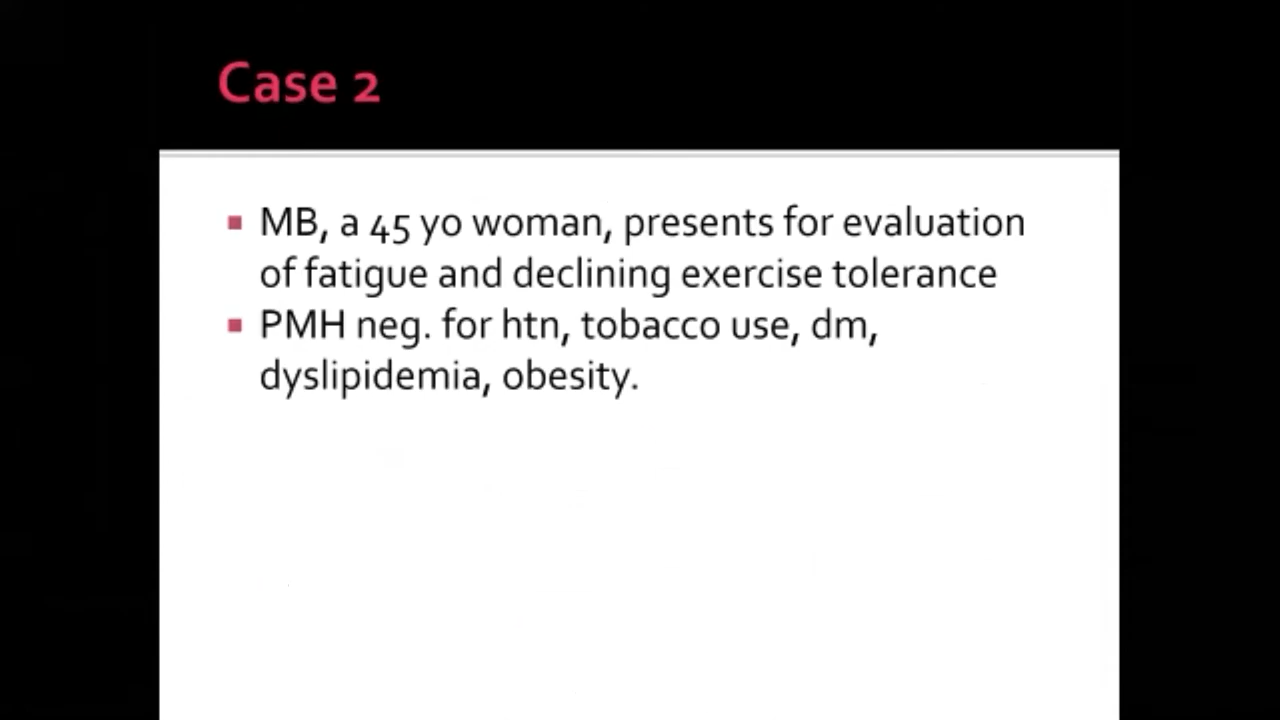 Case 2
MB, a 45 yo woman, presents for evaluation
of fatigue and declining exercise tolerance
PMH neg. for htn, tobacco use, dm,
dyslipidemia, obesity.